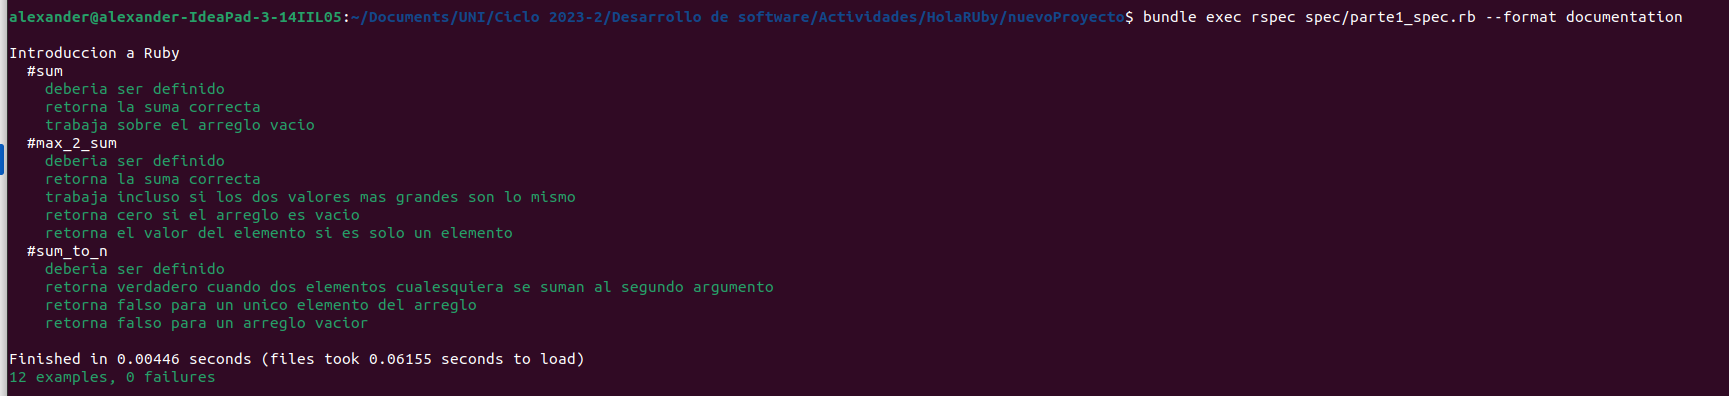 alexander@alexander-IdeaPad-3-14IIL05:~/Documents/UNI/Ciclo 2023-2/Desarrollo de software/Actividades/HolaRUby/nuevoProyecto$ bundle exec rspec spec/parte1_spec.rb --format documentation
Introduccion a Ruby
#sum
deberia ser definido
retorna la suma correcta
trabaja sobre el arreglo vacio
#max_2_sum
deberia ser definido
retorna la suma correcta
trabaja incluso si los dos valores mas grandes son lo mismo
retorna cero si el arreglo es vacio
retorna el valor del elemento si es solo un elemento
#sum_to_n
deberia ser definido
retorna verdadero cuando dos elementos cualesquiera se suman al segundo argumento
retorna falso para un unico elemento del arreglo
retorna falso para un arreglo vacior
Finished in 0.00446 seconds (files took 0.06155 seconds to load)
12 examples, 0 failures